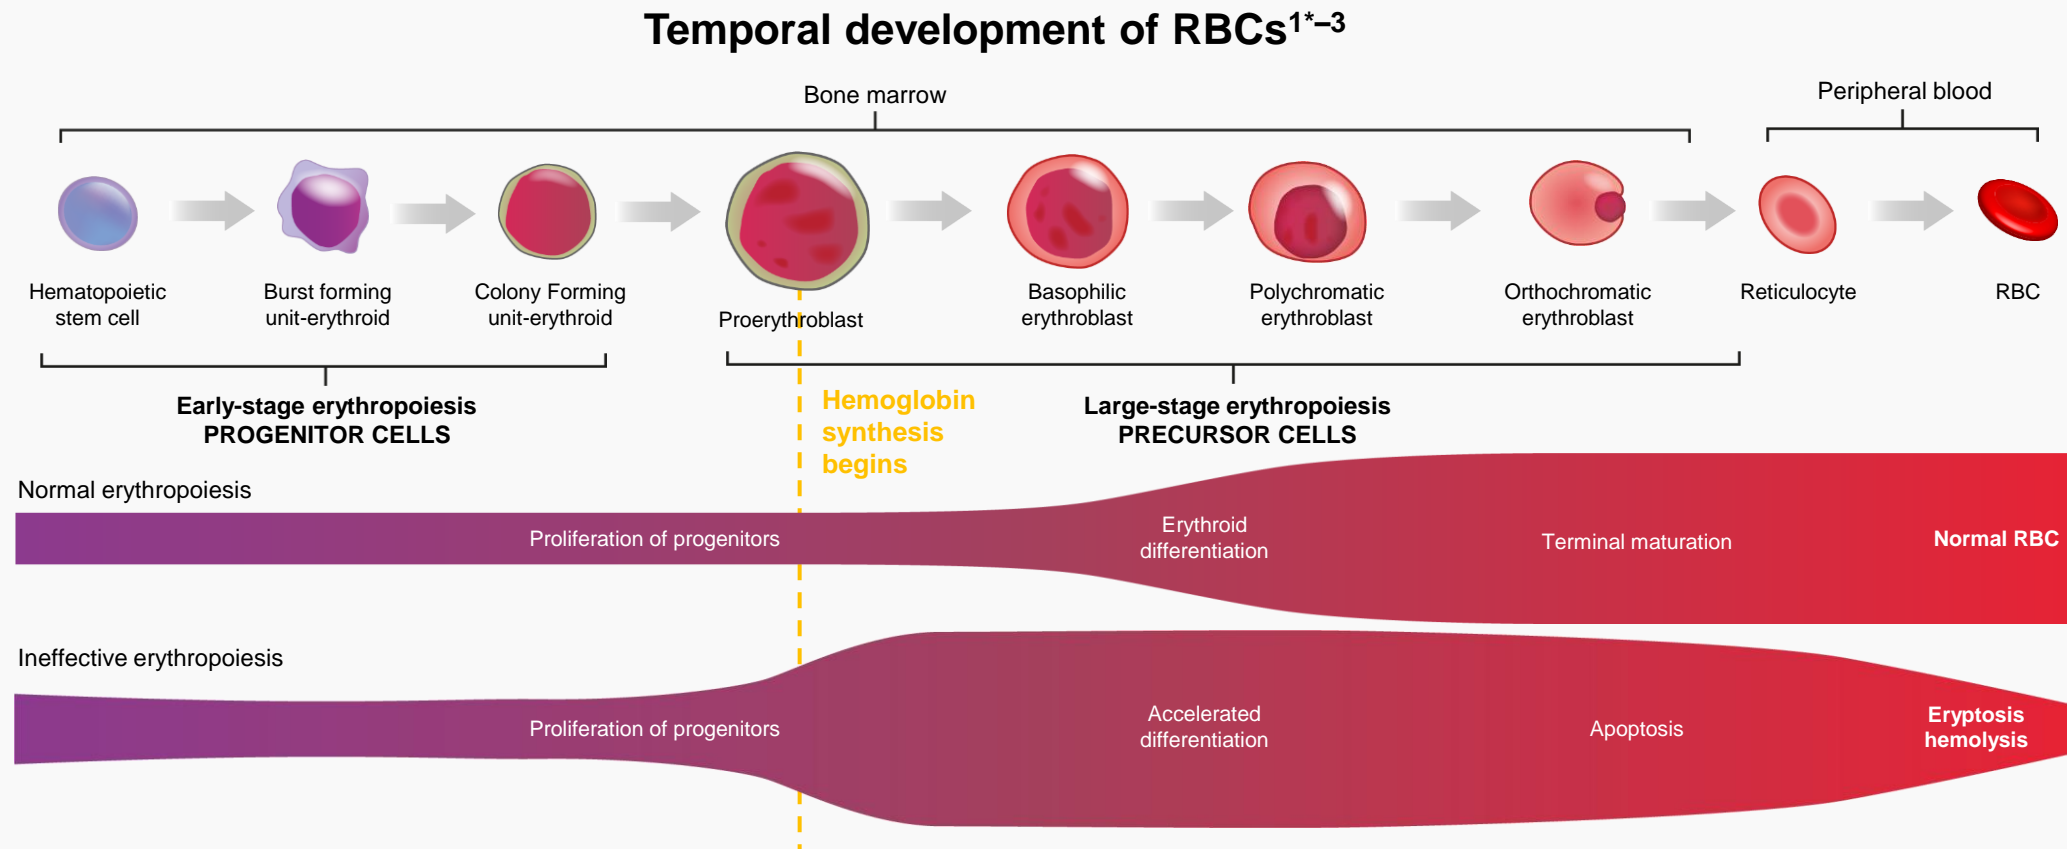 Temporal development of RBCs1*–3
Bone marrow
Peripheral blood
Hematopoietic
stem cell
Burst forming
unit-erythroid
Colony Forming
unit-erythroid
Proerythroblast
Basophilic
erythroblast
Polychromatic
erythroblast
Orthochromatic
erythroblast
Reticulocyte
RBC
Early-stage erythropoiesis
PROGENITOR CELLS
Hemoglobin
synthesis
begins
Large-stage erythropoiesis
PRECURSOR CELLS
Normal erythropoiesis
Proliferation of progenitors
Erythroid
differentiation
Terminal maturation
Normal RBC
Ineffective erythropoiesis
Proliferation of progenitors
Accelerated
differentiation
Apoptosis
Eryptosis
hemolysis